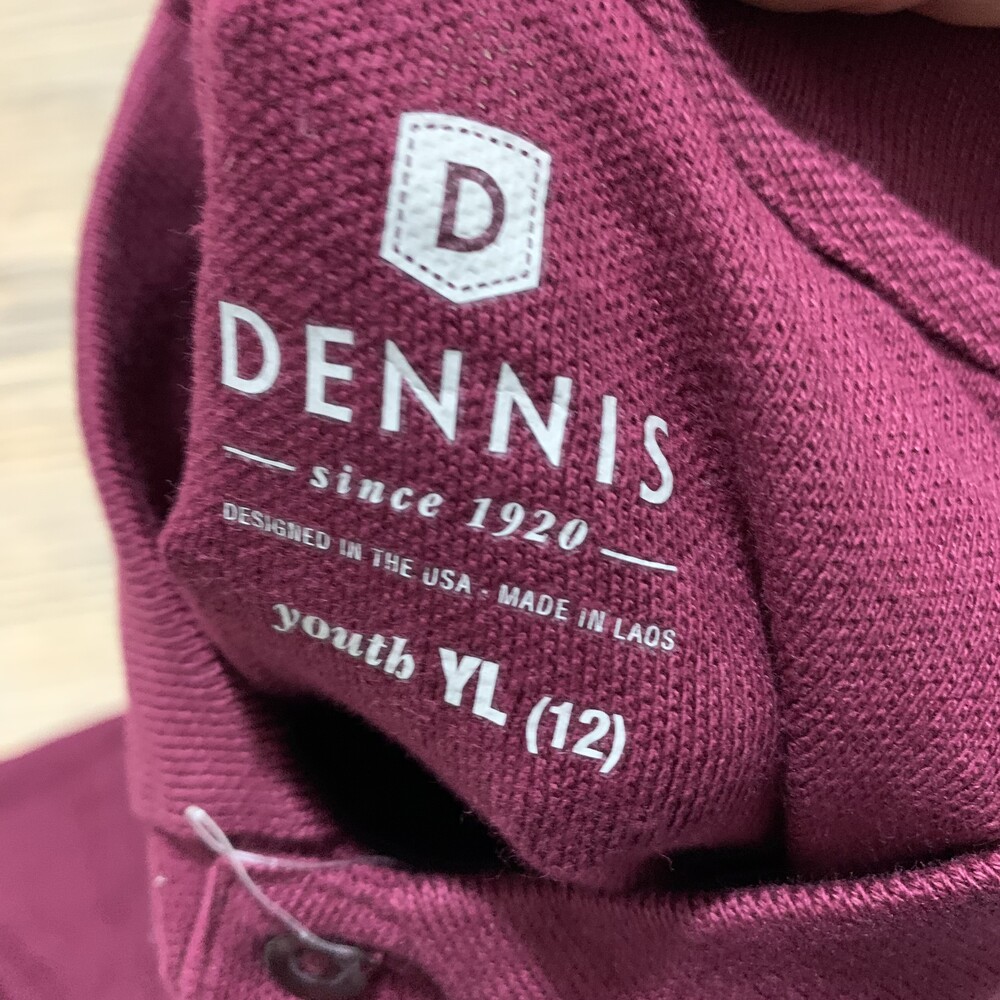 D
DENNIS
since 1920
DESIGNED IN THE USA - MADE IN LAOS
youth YL (12)